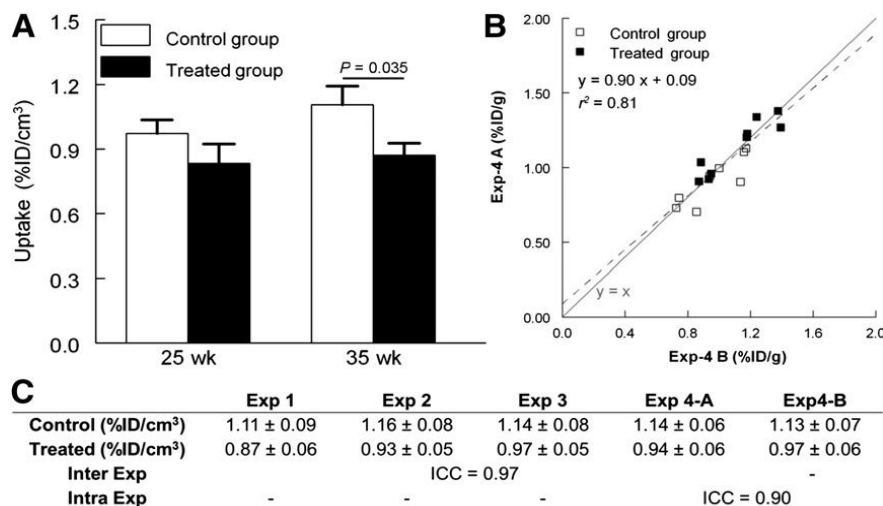 A
Uptake (%ID/cm³)
1.5
1.2
0.9
0.6
0.3
0.0
Control group
Treated group
P = 0.035
25 wk
35 wk
B
Exp-4 A (%ID/g)
2.00
1.50
1.00
0.50
0.00
Control group
Treated group
y = 0.90 x + 0.09
r² = 0.81
y = x
0.0 0.4 0.8 1.2 1.6 2.0
Exp-4 B (%ID/g)
C
Exp 1 Exp 2 Exp 3 Exp 4-A Exp4-B
Control (%ID/cm³) 1.11 ± 0.09 1.16 ± 0.08 1.14 ± 0.08 1.14 ± 0.06 1.13 ± 0.07
Treated (%ID/cm³) 0.87 ± 0.06 0.93 ± 0.05 0.97 ± 0.05 0.94 ± 0.06 0.97 ± 0.06
Inter Exp ICC = 0.97 -
Intra Exp - - - ICC = 0.90